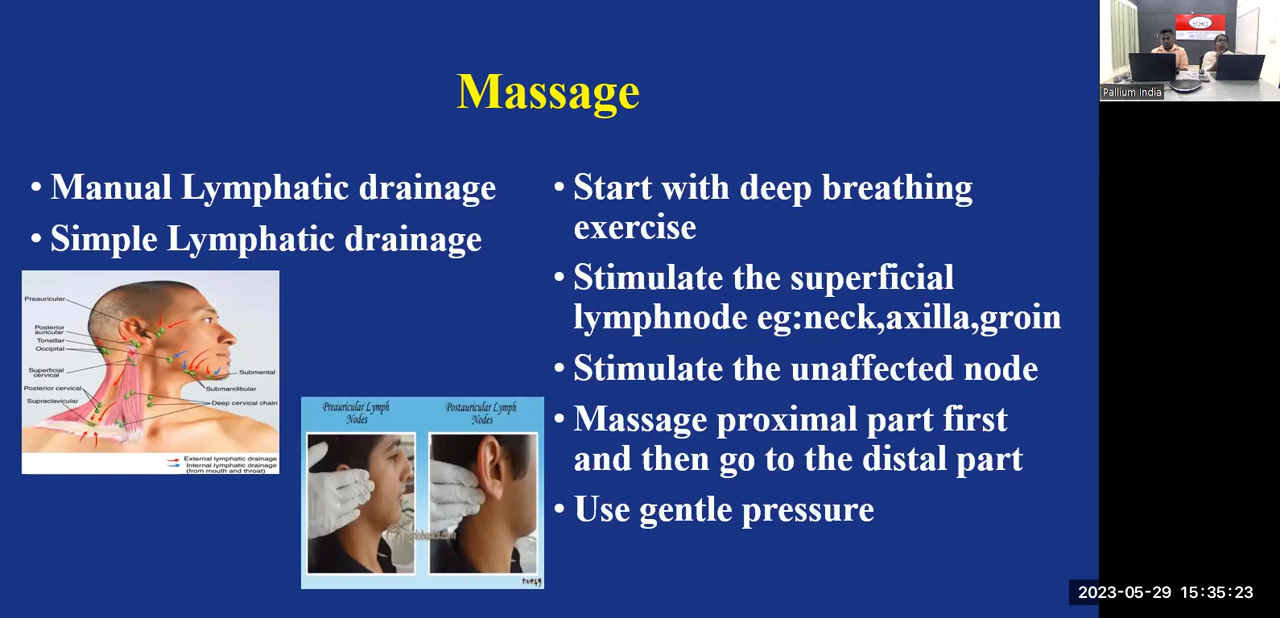 Massage
• Manual Lymphatic drainage
• Simple Lymphatic drainage
Preauricular
Posterior
auricular
Tonsillar
Occipital
Superficial
cervical
Posterior cervical
Supraclavicular
Submental
Submandibular
Deep cervical chain
External lymphatic drainage
Internal lymphatic drainage
(from mouth and throat)
Preauricular Lymph
Nodes
Postauricular Lymph
Nodes
• Start with deep breathing
exercise
• Stimulate the superficial
lymphnode eg:neck,axilla,groin
• Stimulate the unaffected node
• Massage proximal part first
and then go to the distal part
• Use gentle pressure
ECHO
Pallium India
2023-05-29 15:35:23